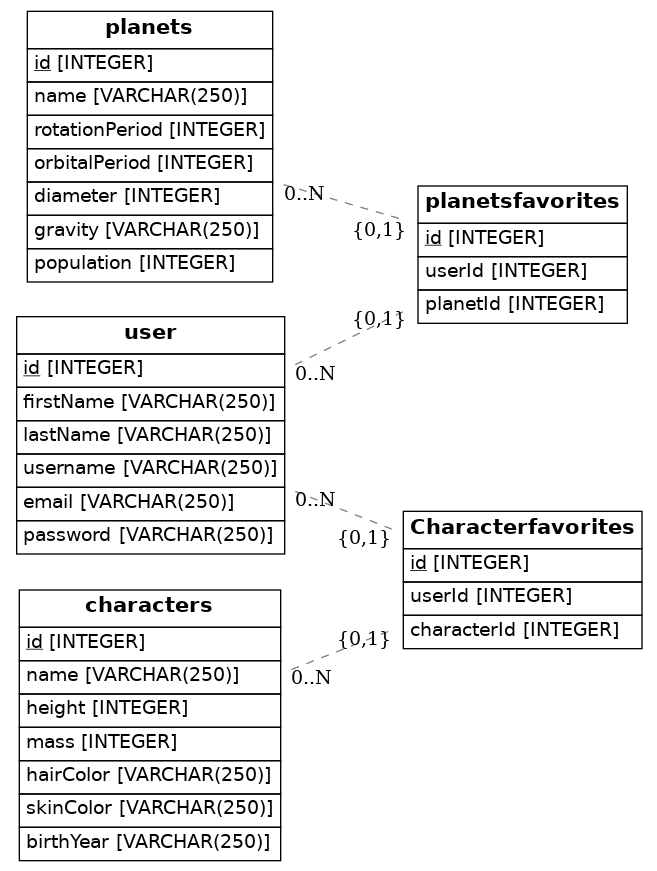 planets
id [INTEGER]
name [VARCHAR(250)]
rotationPeriod [INTEGER]
orbitalPeriod [INTEGER]
diameter [INTEGER]
gravity [VARCHAR(250)]
population [INTEGER]
0..N
{0,1}
planetsfavorites
id [INTEGER]
userId [INTEGER]
planetId [INTEGER]
{0,1}
0..N
user
id [INTEGER]
firstName [VARCHAR(250)]
lastName [VARCHAR(250)]
username [VARCHAR(250)]
email [VARCHAR(250)]
password [VARCHAR(250)]
0..N
{0,1}
Characterfavorites
id [INTEGER]
userId [INTEGER]
characterId [INTEGER]
{0,1}
0..N
characters
id [INTEGER]
name [VARCHAR(250)]
height [INTEGER]
mass [INTEGER]
hairColor [VARCHAR(250)]
skinColor [VARCHAR(250)]
birthYear [VARCHAR(250)]